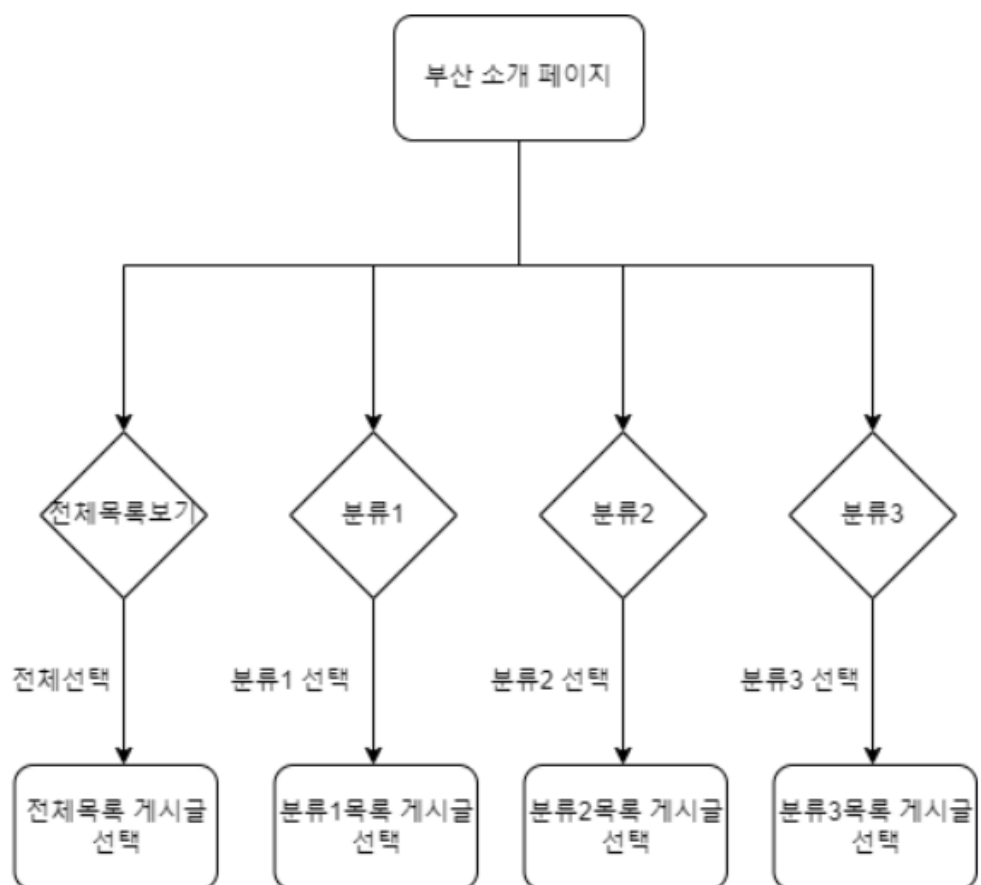 부산 소개 페이지
전체목록보기
분류1
분류2
분류3
전체선택
분류1 선택
분류2 선택
분류3 선택
전체목록 게시글
선택
분류1목록 게시글
선택
분류2목록 게시글
선택
분류3목록 게시글
선택